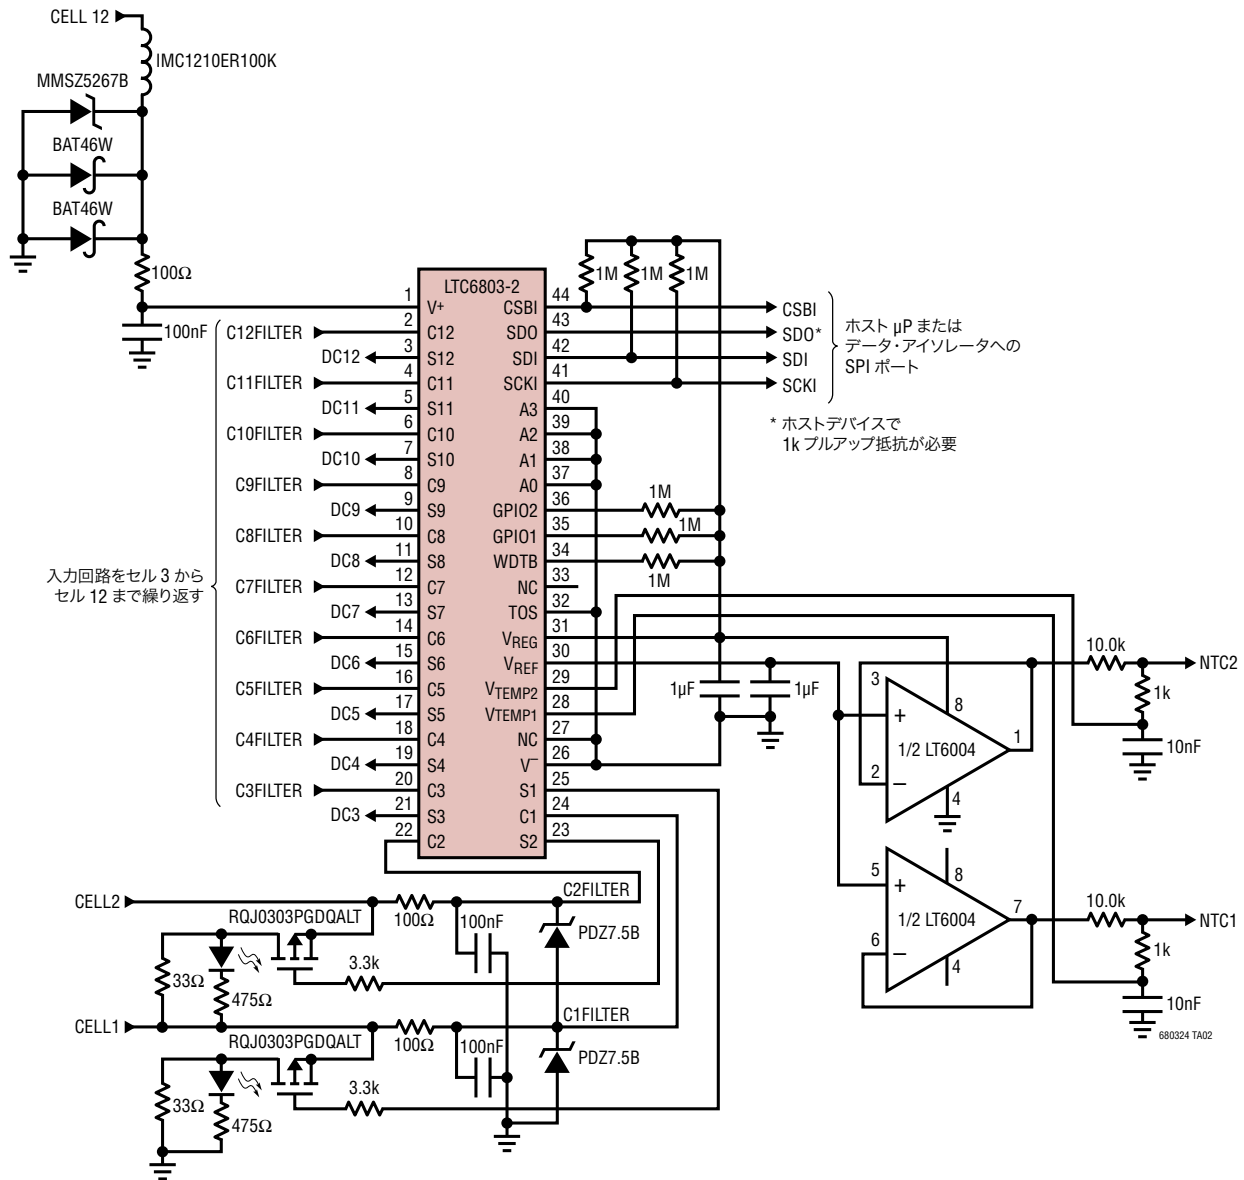 CELL 12
IMC1210ER100K
MMSZ5267B
BAT46W
BAT46W
100Ω
100nF
LTC6803-2
1
V+
2
C12
3
S12
4
C11
5
S11
6
C10
7
S10
8
C9
9
S9
10
C8
11
S8
12
C7
13
S7
14
C6
15
S6
16
C5
17
S5
18
C4
19
S4
20
C3
21
S3
22
C2
44
CSBI
43
SDO
42
SDI
41
SCKI
40
A3
39
A2
38
A1
37
A0
36
GPIO2
35
GPIO1
34
WDTB
33
NC
32
TOS
31
VREG
30
VREF
29
VTEMP2
28
VTEMP1
27
NC
26
V–
25
S1
24
C1
23
S2
C12FILTER
DC12
C11FILTER
DC11
C10FILTER
DC10
C9FILTER
DC9
C8FILTER
DC8
C7FILTER
DC7
C6FILTER
DC6
C5FILTER
DC5
C4FILTER
DC4
C3FILTER
DC3
入力回路をセル 3 から
セル 12 まで繰り返す
1M
1M
1M
CSBI
SDO*
SDI
SCKI
ホスト µP または
データ・アイソレータへの
SPI ポート
* ホストデバイスで
1k プルアップ抵抗が必要
1M
1M
1M
1µF
1µF
3
+
2
–
8
1
4
1/2 LT6004
10.0k
NTC2
1k
10nF
5
+
6
–
8
7
4
1/2 LT6004
10.0k
NTC1
1k
10nF
680324 TA02
CELL2
RQJ0303PGDQALT
100Ω
C2FILTER
100nF
PDZ7.5B
33Ω
475Ω
3.3k
CELL1
RQJ0303PGDQALT
100Ω
C1FILTER
100nF
PDZ7.5B
33Ω
475Ω
3.3k